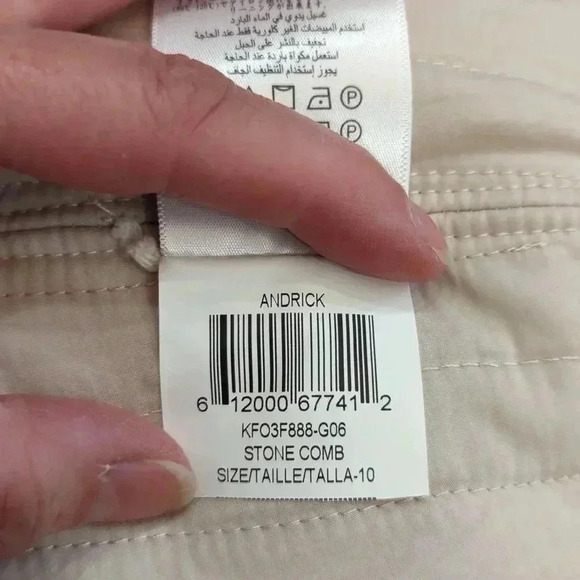 غسيل يدوي في الماء البارد
استخدم المبيضات الغير كلورية فقط عند الحاجة
تجفيف بالنشر على الحبل
استعمل مكواة باردة عند الحاجة
يجوز إستخدام التنظيف الجاف
P
P
ANDRICK
6 12000 67741 2
KFO3F888-G06
STONE COMB
SIZE/TAILLE/TALLA-10